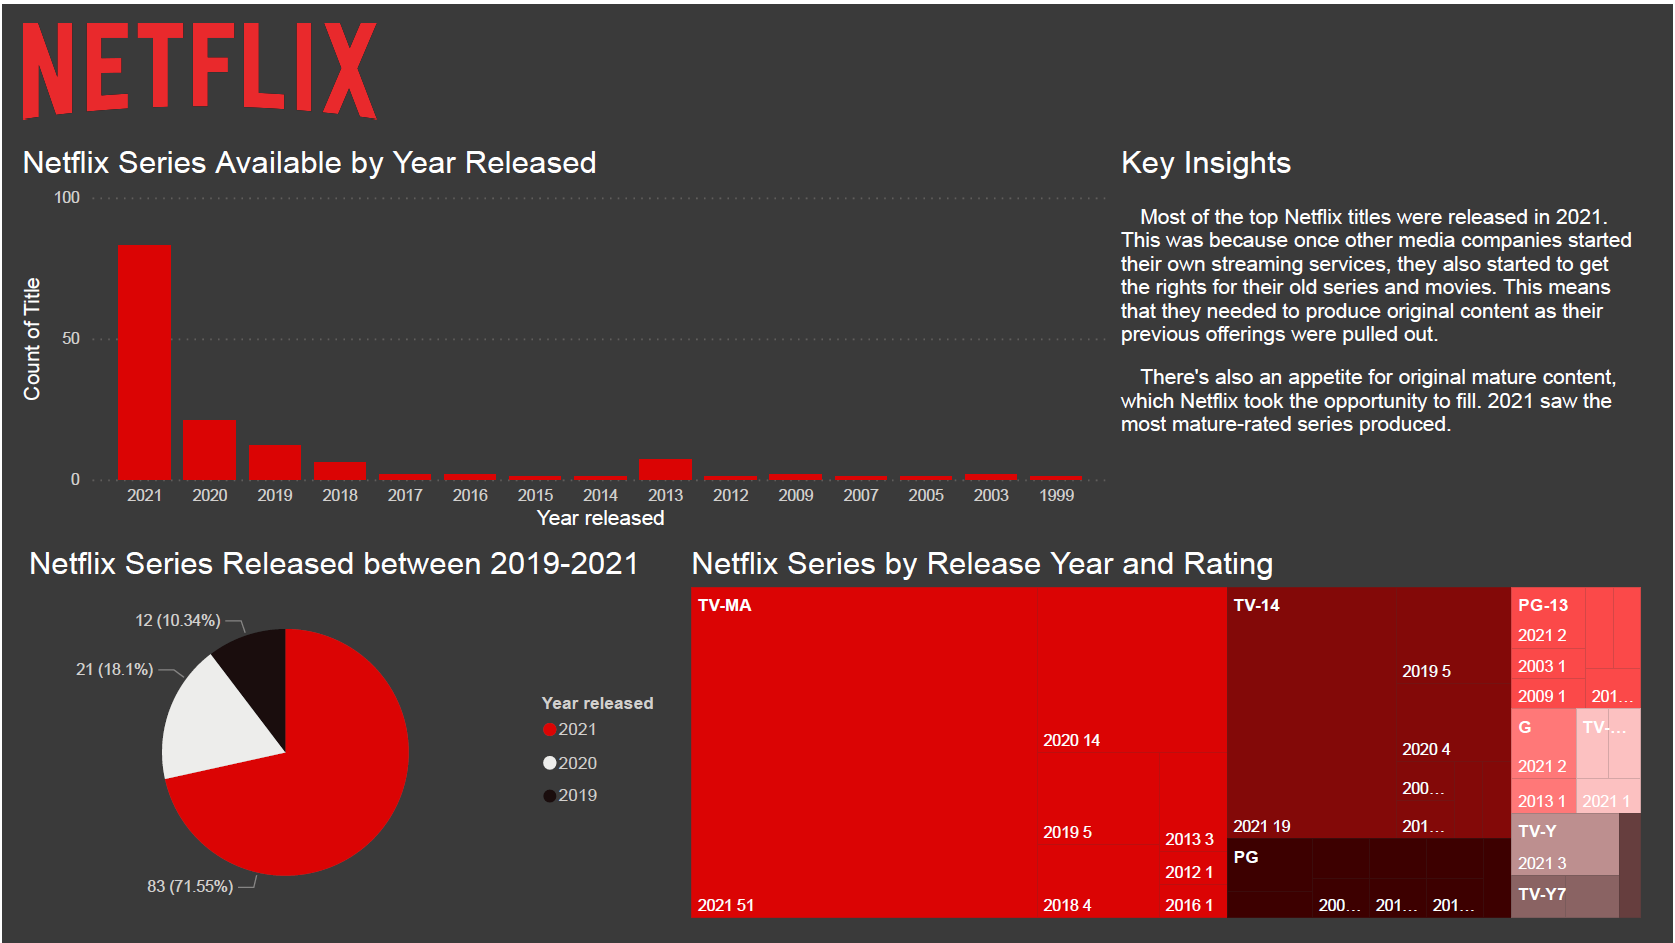 NETFLIX
Netflix Series Available by Year Released
100
50
0
Count of Title
2021 2020 2019 2018 2017 2016 2015 2014 2013 2012 2009 2007 2005 2003 1999
Year released
Key Insights
Most of the top Netflix titles were released in 2021.
This was because once other media companies started
their own streaming services, they also started to get
the rights for their old series and movies. This means
that they needed to produce original content as their
previous offerings were pulled out.
There's also an appetite for original mature content,
which Netflix took the opportunity to fill. 2021 saw the
most mature-rated series produced.
Netflix Series Released between 2019-2021
12 (10.34%)
21 (18.1%)
83 (71.55%)
Year released
2021
2020
2019
Netflix Series by Release Year and Rating
TV-MA
2021 51
2020 14
2019 5
2018 4
2013 3
2012 1
2016 1
TV-14
2021 19
2019 5
2020 4
200...
201...
PG
200...
201...
201...
PG-13
2021 2
2003 1
2009 1
201...
G
2021 2
2013 1
TV-...
2021 1
TV-Y
2021 3
TV-Y7